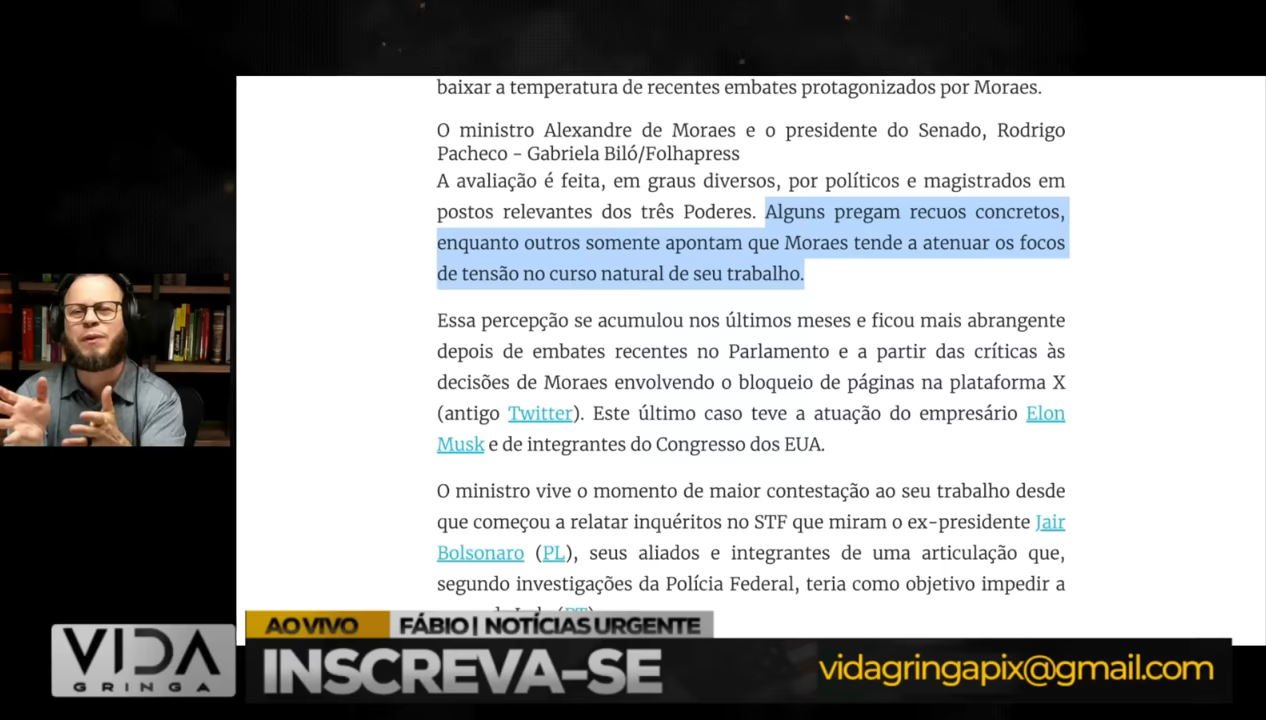 baixar a temperatura de recentes embates protagonizados por Moraes.
O ministro Alexandre de Moraes e o presidente do Senado, Rodrigo
Pacheco - Gabriela Biló/Folhapress
A avaliação é feita, em graus diversos, por políticos e magistrados em
postos relevantes dos três Poderes. Alguns pregam recuos concretos,
enquanto outros somente apontam que Moraes tende a atenuar os focos
de tensão no curso natural de seu trabalho.
Essa percepção se acumulou nos últimos meses e ficou mais abrangente
depois de embates recentes no Parlamento e a partir das críticas às
decisões de Moraes envolvendo o bloqueio de páginas na plataforma X
(antigo Twitter). Este último caso teve a atuação do empresário Elon
Musk e de integrantes do Congresso dos EUA.
O ministro vive o momento de maior contestação ao seu trabalho desde
que começou a relatar inquéritos no STF que miram o ex-presidente Jair
Bolsonaro (PL), seus aliados e integrantes de uma articulação que,
segundo investigações da Polícia Federal, teria como objetivo impedir a
AO VIVO FÁBIO | NOTÍCIAS URGENTE
VIDA
GRINGA
INSCREVA-SE
vidagringapix@gmail.com